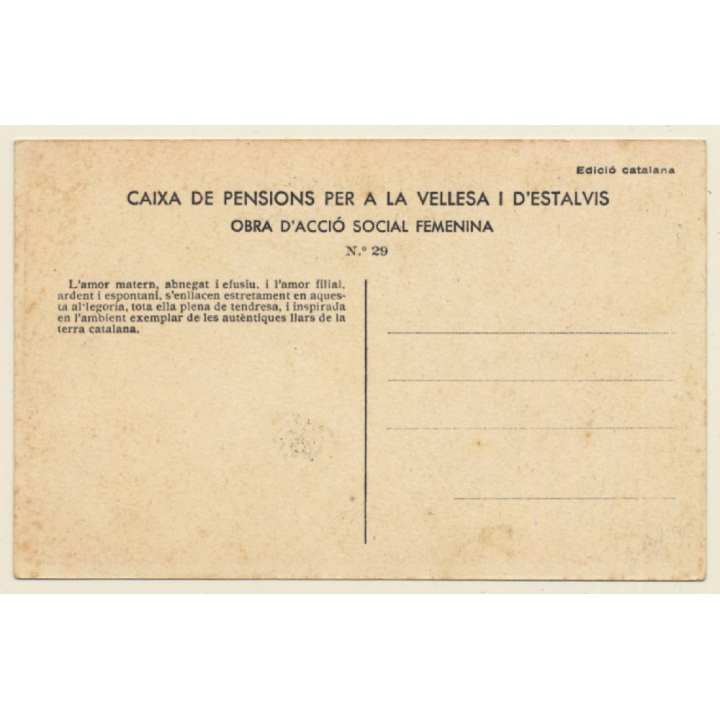 Edició catalana
CAIXA DE PENSIONS PER A LA VELLESA I D'ESTALVIS
OBRA D'ACCIÓ SOCIAL FEMENINA
N.º 29
L'amor matern, abnegat i efusiu, i l'amor filial,
ardent i espontani, s'enllacen estretament en aques-
ta al·legoria, tota ella plena de tendresa, i inspirada
en l'ambient exemplar de les autèntiques llars de la
terra catalana.